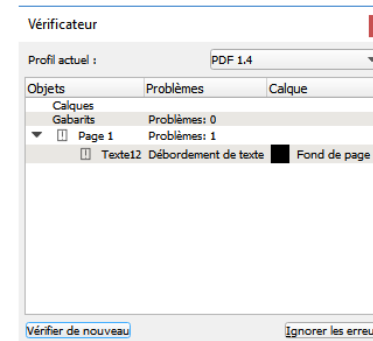 Vérificateur
Profil actuel : PDF 1.4
Objets Problèmes Calque
Calques
Gabarits Problèmes: 0
Page 1 Problèmes: 1
Texte12 Débordement de texte Fond de page
Vérifier de nouveau Ignorer les erreu